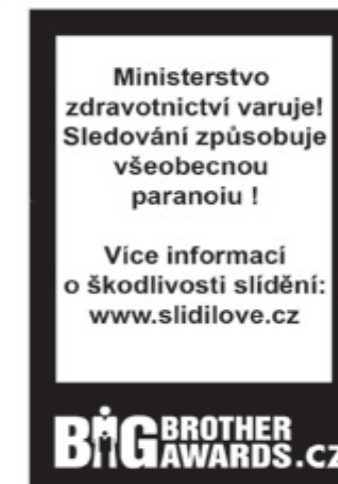 Ministerstvo
zdravotnictví varuje!
Sledování způsobuje
všeobecnou
paranoiu !
Více informací
o škodlivosti slídění:
www.slidilove.cz
BIG BROTHER
AWARDS.CZ